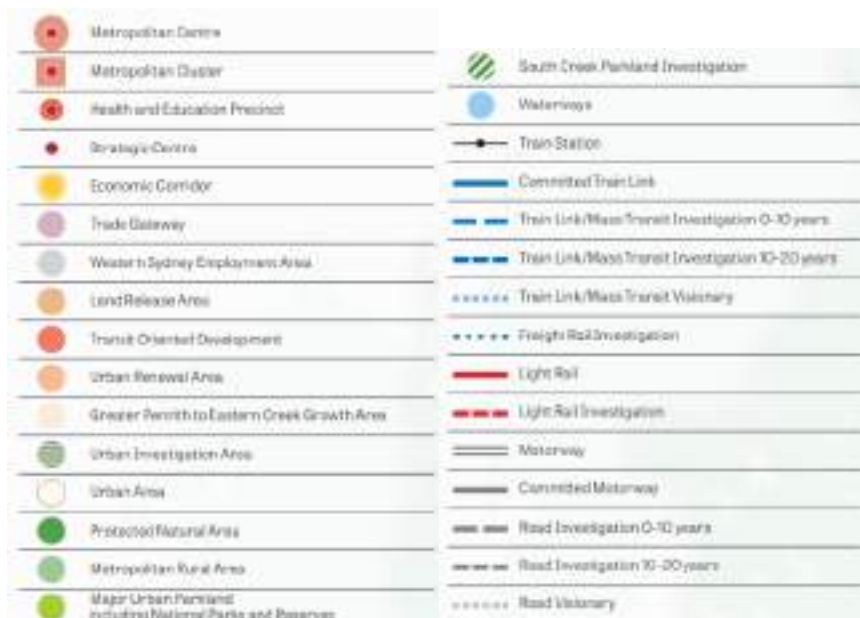 Metropolitan Centre
Metropolitan Cluster
Health and Education Precinct
Strategic Centre
Economic Corridor
Trade Gateway
Western Sydney Employment Area
Land Release Area
Transit Oriented Development
Urban Renewal Area
Greater Penrith to Eastern Creek Growth Area
Urban Investigation Area
Urban Area
Protected Natural Area
Metropolitan Rural Area
Major Urban Parkland
including National Parks and Reserves
South Creek Parkland Investigation
Waterways
Train Station
Committed Train Link
Train Link/Mass Transit Investigation 0-10 years
Train Link/Mass Transit Investigation 10-20 years
Train Link/Mass Transit Visionary
Freight Rail Investigation
Light Rail
Light Rail Investigation
Motorway
Committed Motorway
Road Investigation 0-10 years
Road Investigation 10-20 years
Road Visionary